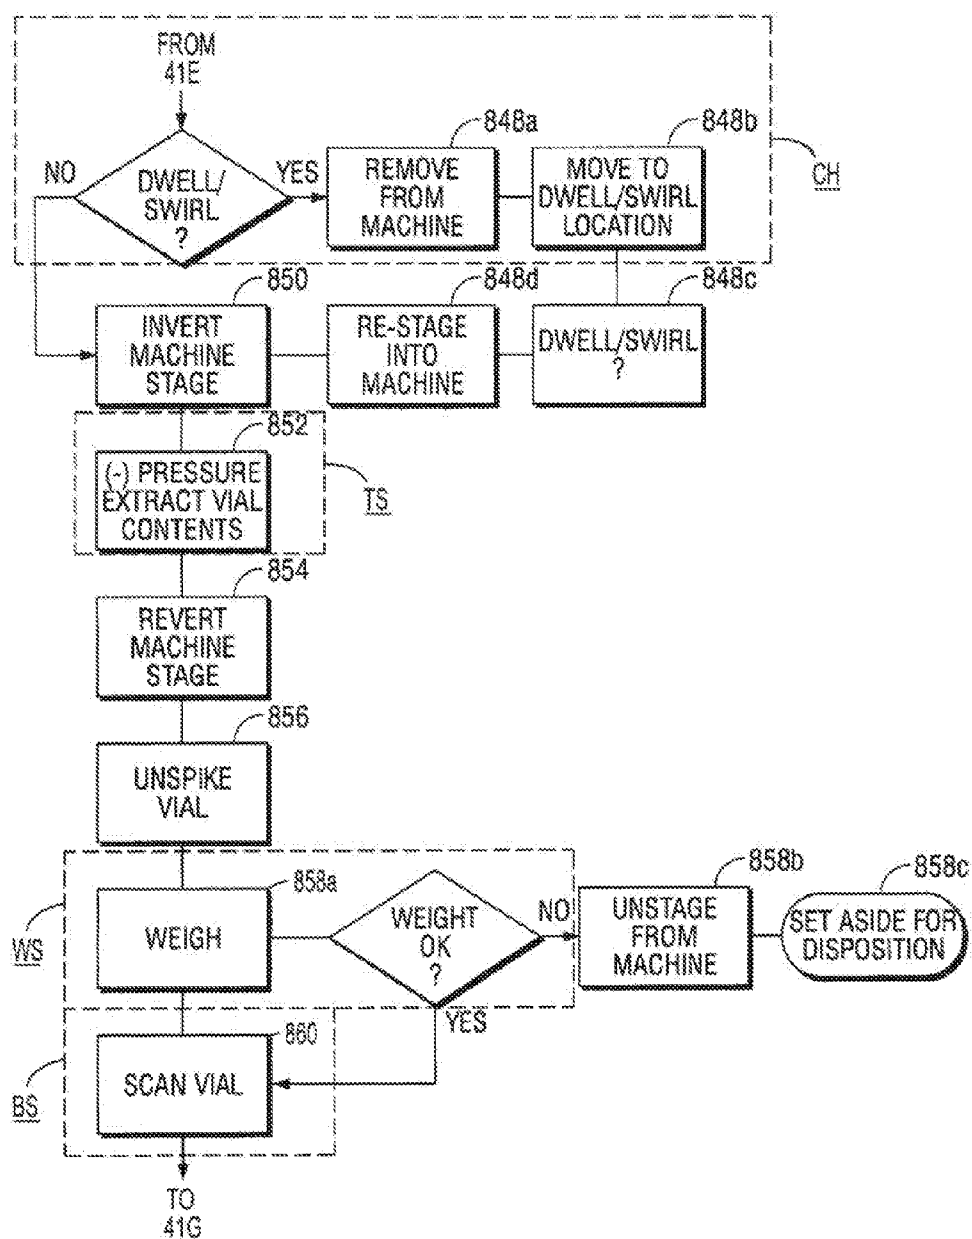 FROM
41E
DWELL/
SWIRL
?
NO
YES
848a
REMOVE
FROM
MACHINE
848b
MOVE TO
DWELL/SWIRL
LOCATION
CH
850
INVERT
MACHINE
STAGE
848d
RE-STAGE
INTO
MACHINE
848c
DWELL/SWIRL
?
852
(-) PRESSURE
EXTRACT VIAL
CONTENTS
TS
854
REVERT
MACHINE
STAGE
856
UNSPIKE
VIAL
WS
858a
WEIGH
WEIGHT
OK
?
NO
YES
858b
UNSTAGE
FROM
MACHINE
858c
SET ASIDE FOR
DISPOSITION
BS
860
SCAN VIAL
TO
41G